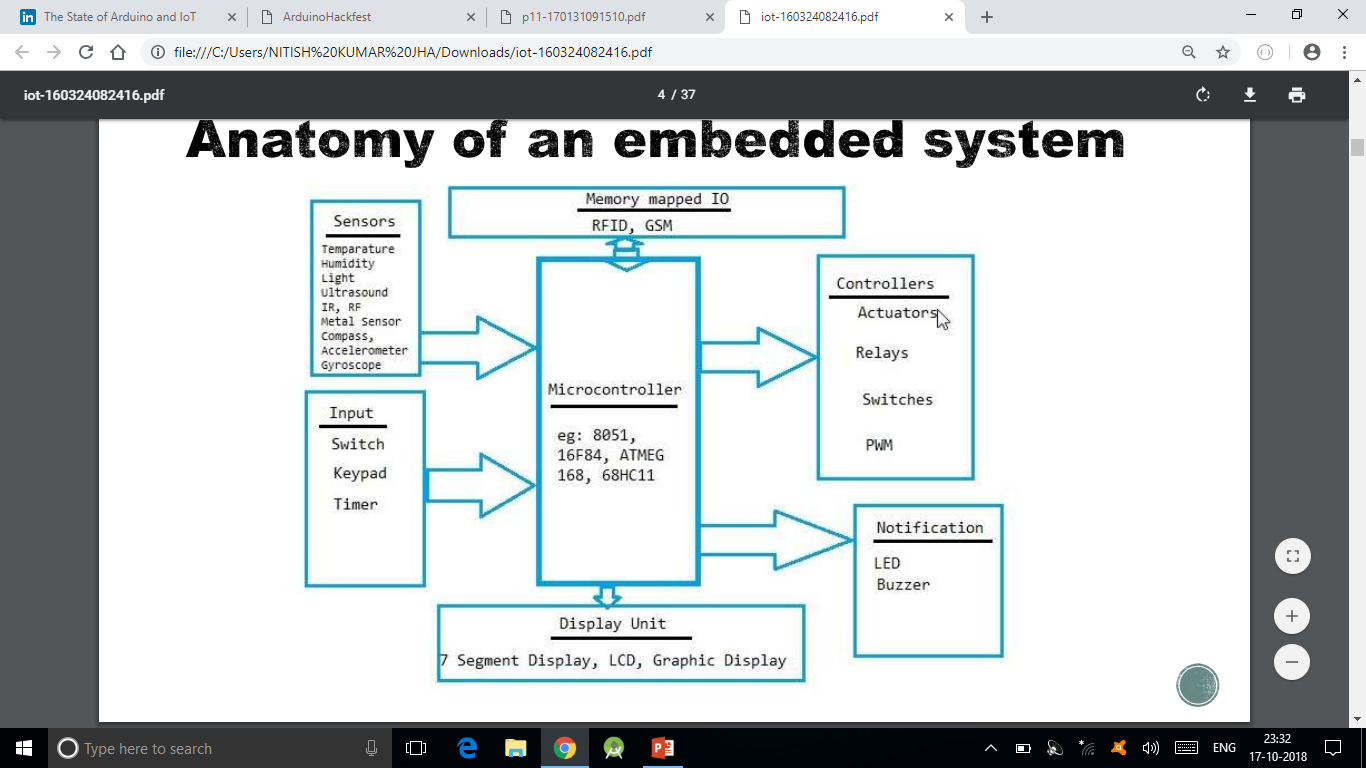 The State of Arduino and IoT
ArduinoHackfest
p11-170131091510.pdf
iot-160324082416.pdf
file:///C:/Users/NITISH%20KUMAR%20JHA/Downloads/iot-160324082416.pdf
iot-160324082416.pdf
4 / 37
Anatomy of an embedded system
Memory mapped IO
RFID, GSM
Sensors
Temparature
Humidity
Light
Ultrasound
IR, RF
Metal Sensor
Compass,
Accelerometer
Gyroscope
Input
Switch
Keypad
Timer
Microcontroller
eg: 8051,
16F84, ATMEG
168, 68HC11
Controllers
Actuators
Relays
Switches
PWM
Notification
LED
Buzzer
Display Unit
7 Segment Display, LCD, Graphic Display
Type here to search
ENG
23:32
17-10-2018